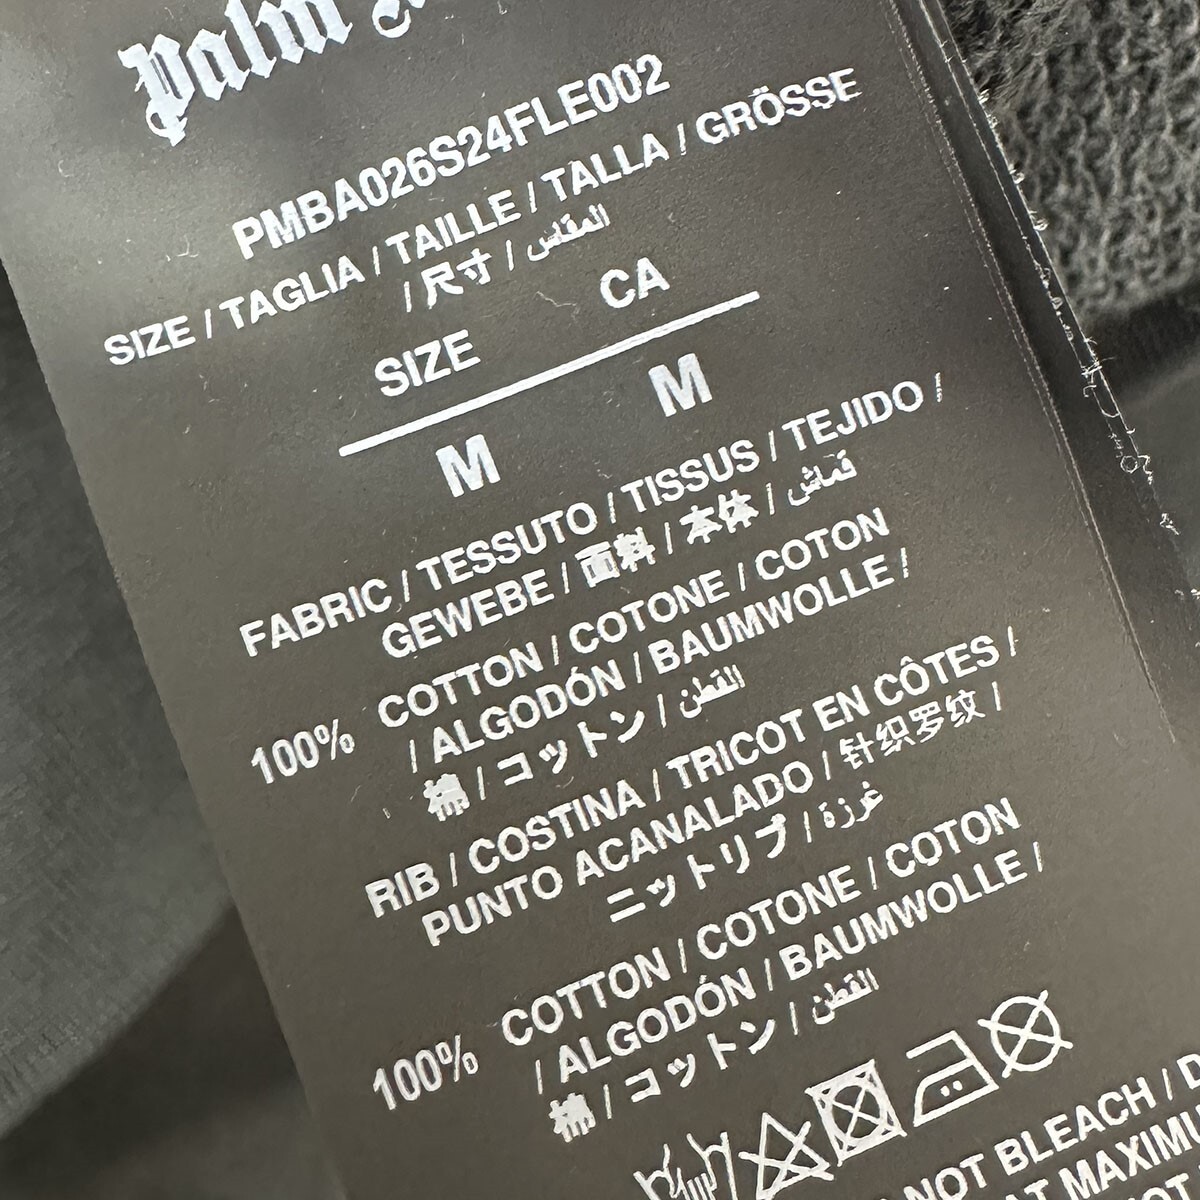 Palm
PMBA026S24FLE002
SIZE / TAGLIA / TAILLE / TALLA / GRÖSSE
/ 尺寸 / المقاس
SIZE CA
M M
FABRIC / TESSUTO / TISSUS / TEJIDO /
GEWEBE / 面料 / 本体 / قماش
100% COTTON / COTONE / COTON
/ ALGODÓN / BAUMWOLLE /
棉 / コットン / القطن
RIB / COSTINA / TRICOT EN CÔTES /
PUNTO ACANALADO / 针织罗纹 /
ニットリブ / غرزة
100% COTTON / COTONE / COTON
/ ALGODÓN / BAUMWOLLE /
棉 / コットン / القطن
NOT BLEACH / D
AT MAXIMU